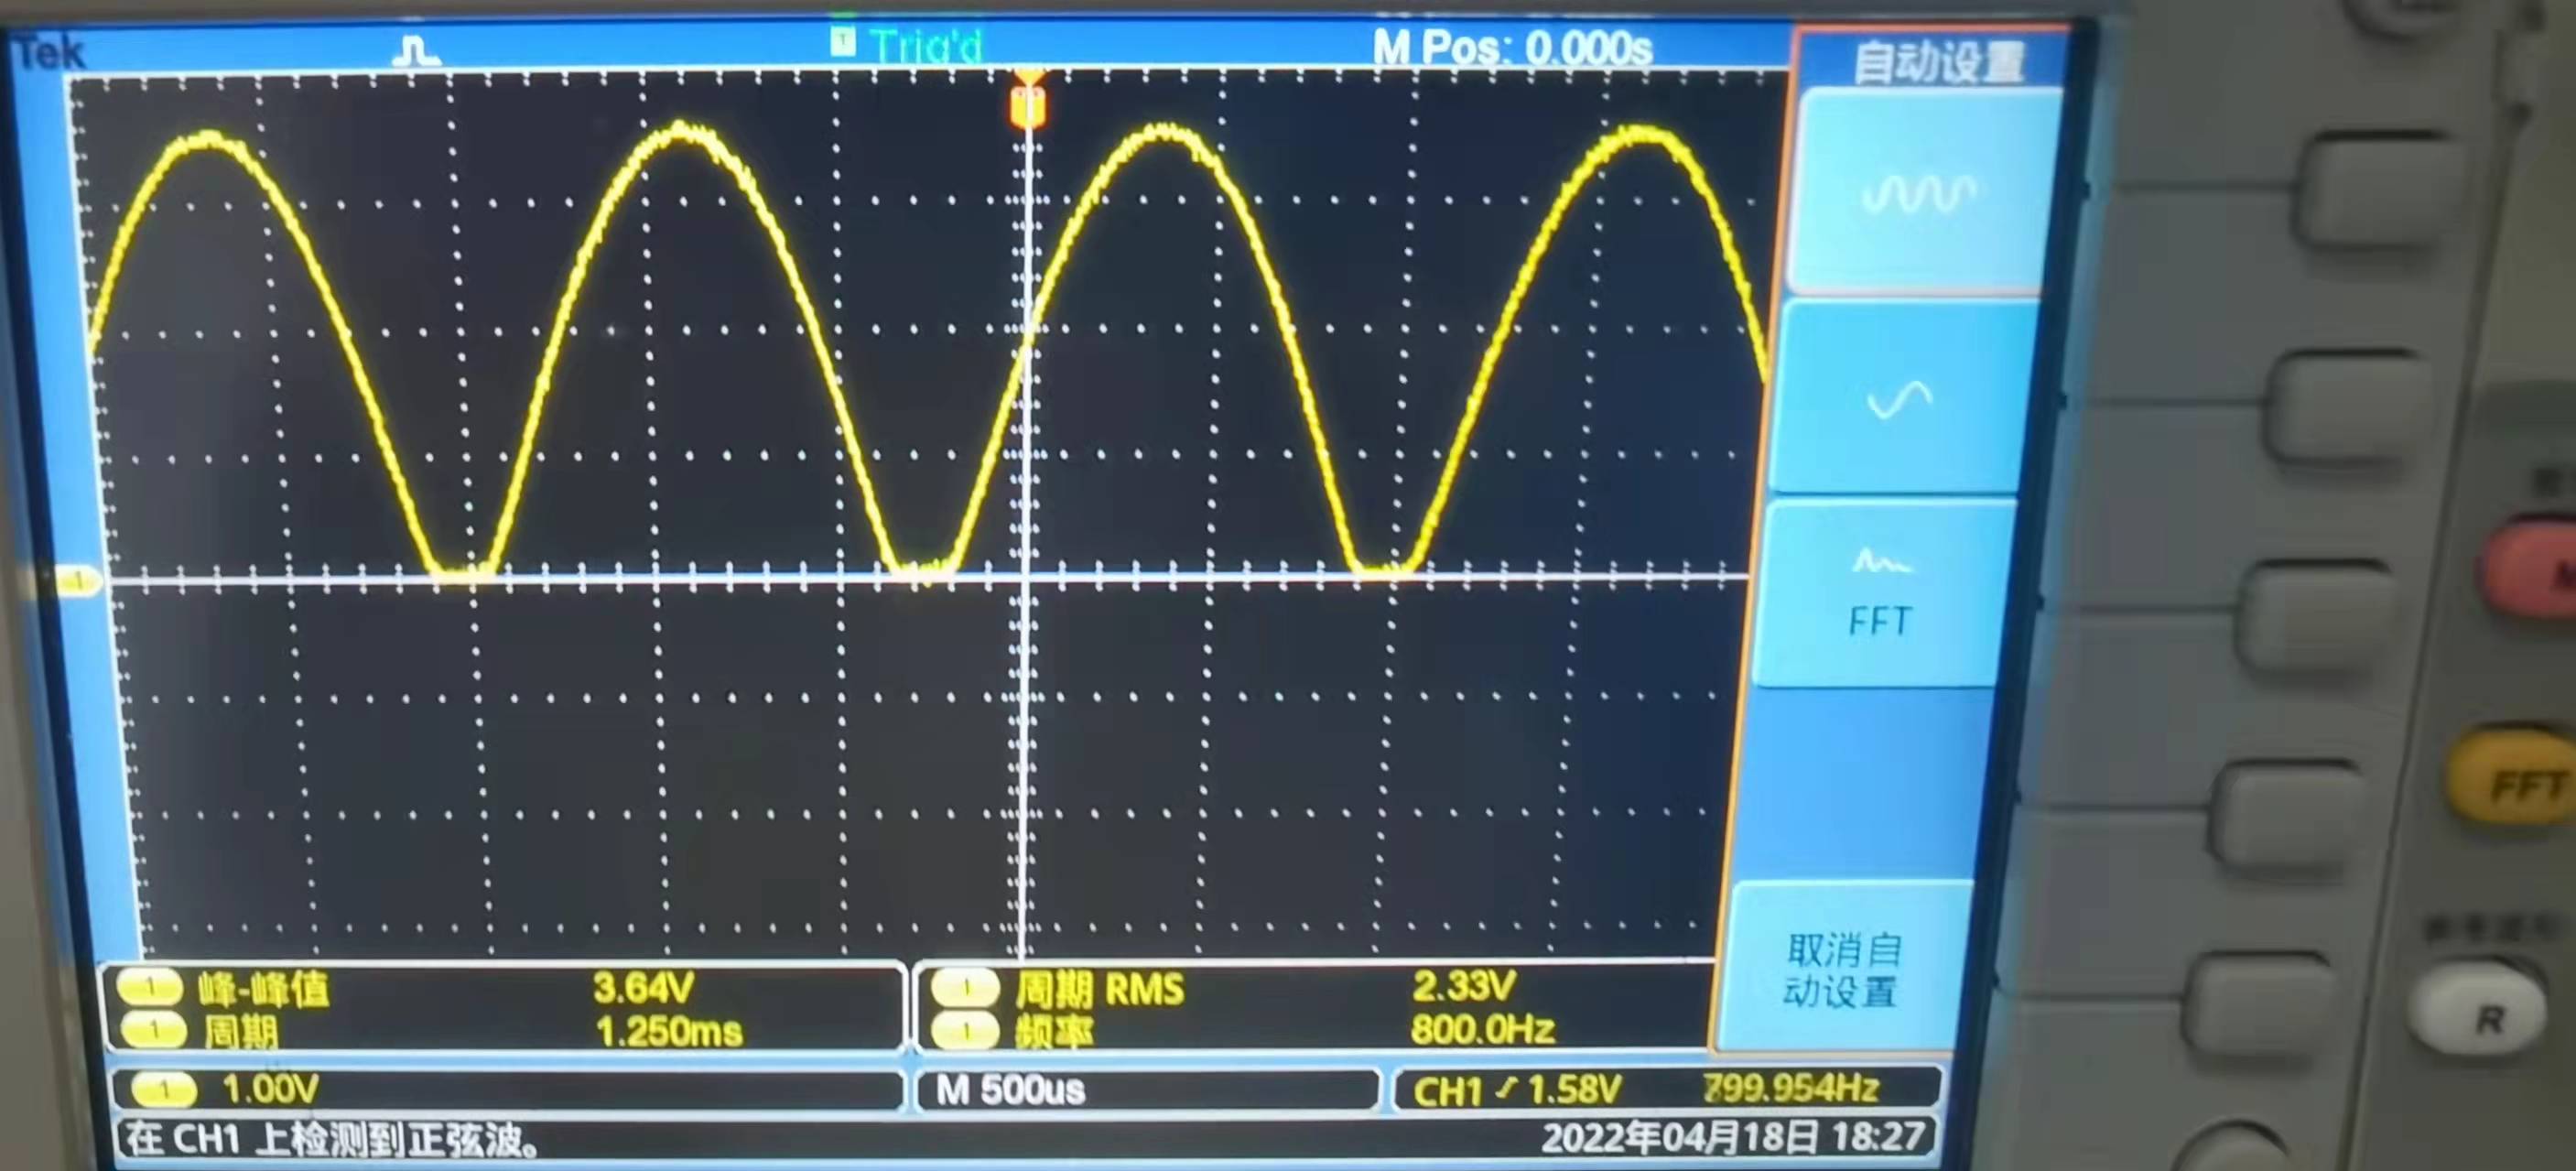 Tek
T Trig'd
M Pos: 0.000s
自动设置
FFT
取消自
动设置
1 峰-峰值 3.64V
1 周期 1.250ms
1 周期 RMS 2.33V
1 频率 800.0Hz
1 1.00V
M 500us
CH1 1.58V 799.954Hz
在 CH1 上检测到正弦波。
2022年04月18日 18:27
1
M
FFT
R